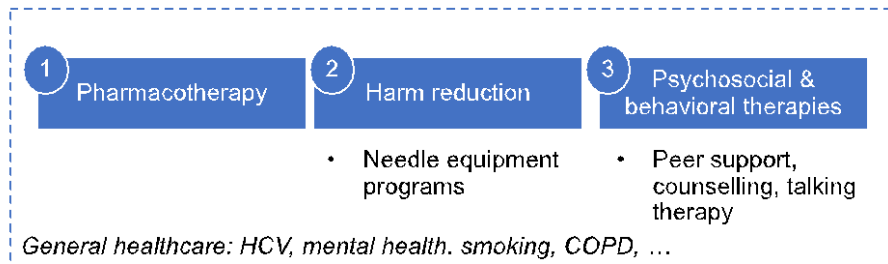 1
Pharmacotherapy
2
Harm reduction
• Needle equipment
programs
3
Psychosocial &
behavioral therapies
• Peer support,
counselling, talking
therapy
General healthcare: HCV, mental health. smoking, COPD, …